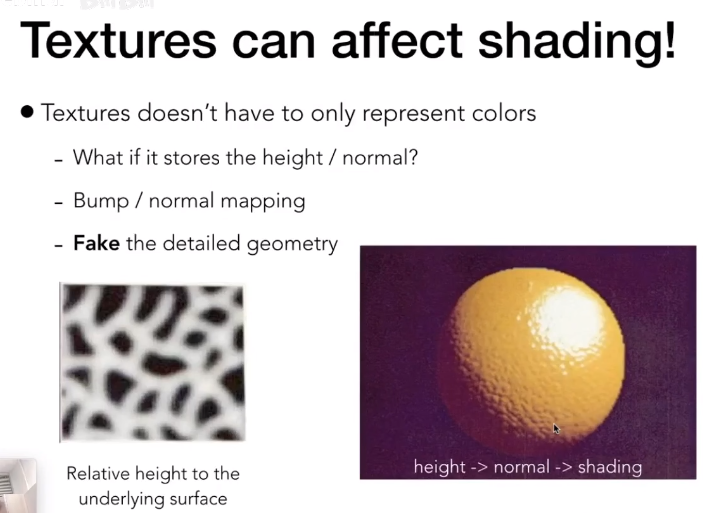 Textures can affect shading!
● Textures doesn't have to only represent colors
- What if it stores the height / normal?
- Bump / normal mapping
- Fake the detailed geometry
height -> normal -> shading
Relative height to the
underlying surface